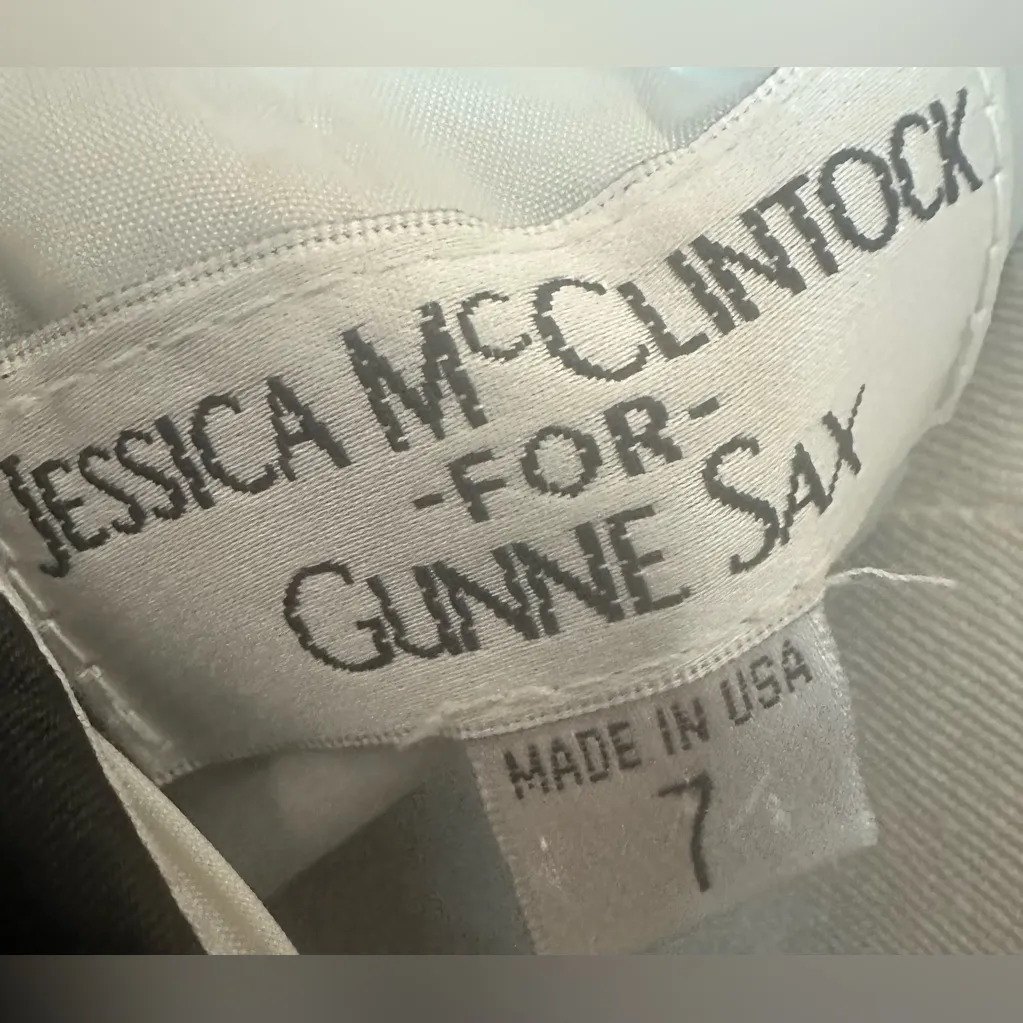 JESSICA MCCLINTOCK
-FOR-
GUNNE SAX
MADE IN USA
7